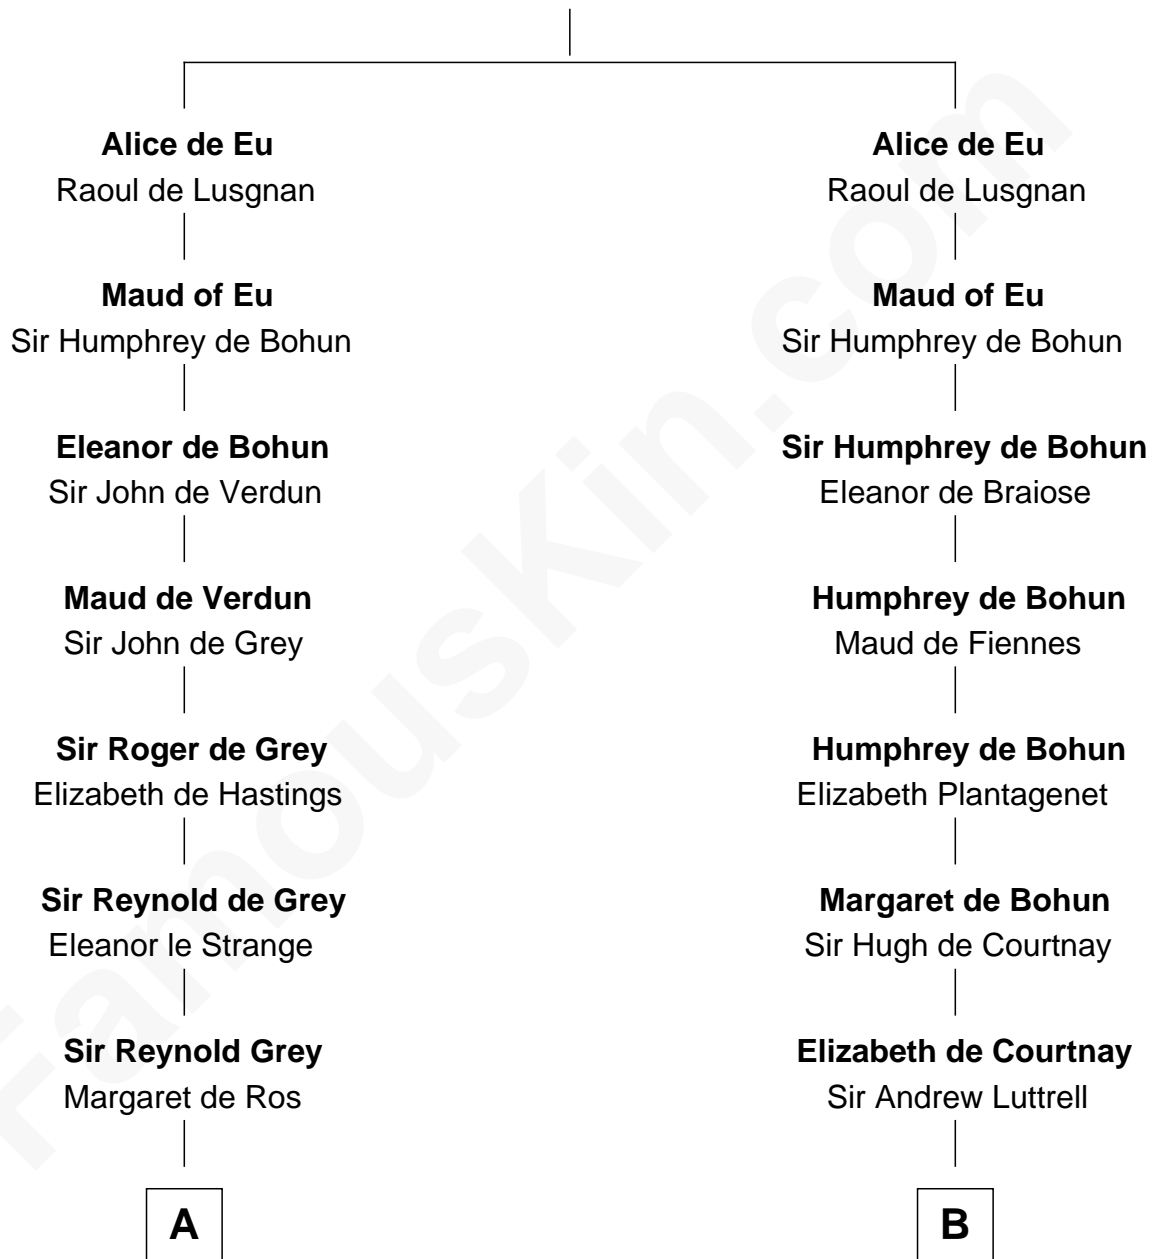 Alice de Eu
Raoul de Lusgnan
Maud of Eu
Sir Humphrey de Bohun
Eleanor de Bohun
Sir John de Verdun
Maud de Verdun
Sir John de Grey
Sir Roger de Grey
Elizabeth de Hastings
Sir Reynold de Grey
Eleanor le Strange
Sir Reynold Grey
Margaret de Ros
A
Alice de Eu
Raoul de Lusgnan
Maud of Eu
Sir Humphrey de Bohun
Sir Humphrey de Bohun
Eleanor de Braiose
Humphrey de Bohun
Maud de Fiennes
Humphrey de Bohun
Elizabeth Plantagenet
Margaret de Bohun
Sir Hugh de Courtnay
Elizabeth de Courtnay
Sir Andrew Luttrell
B
FamousKin.com